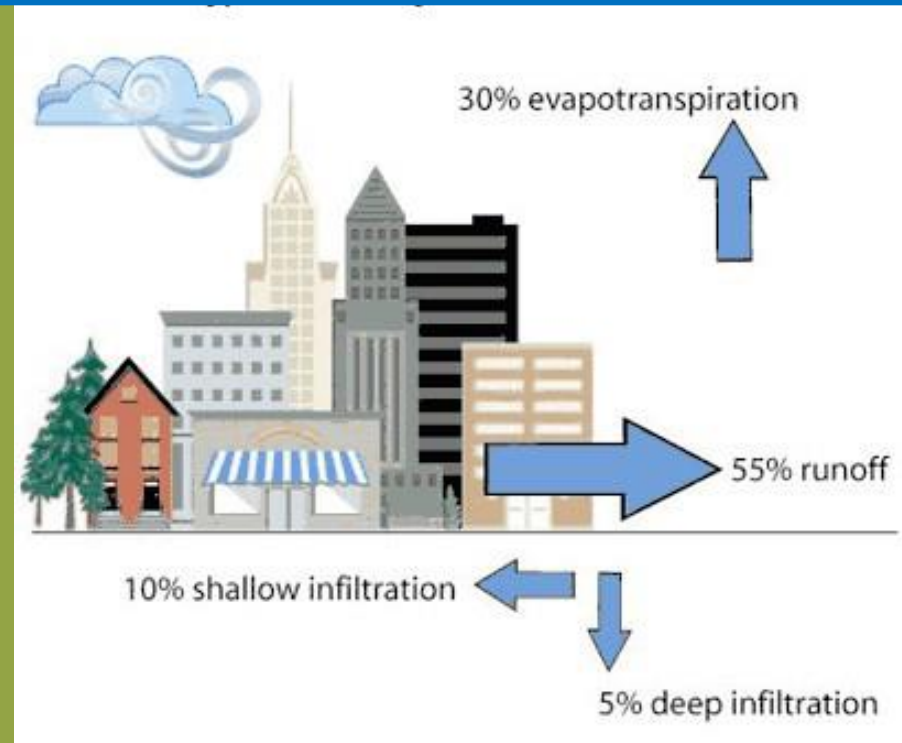 30% evapotranspiration
55% runoff
10% shallow infiltration
5% deep infiltration